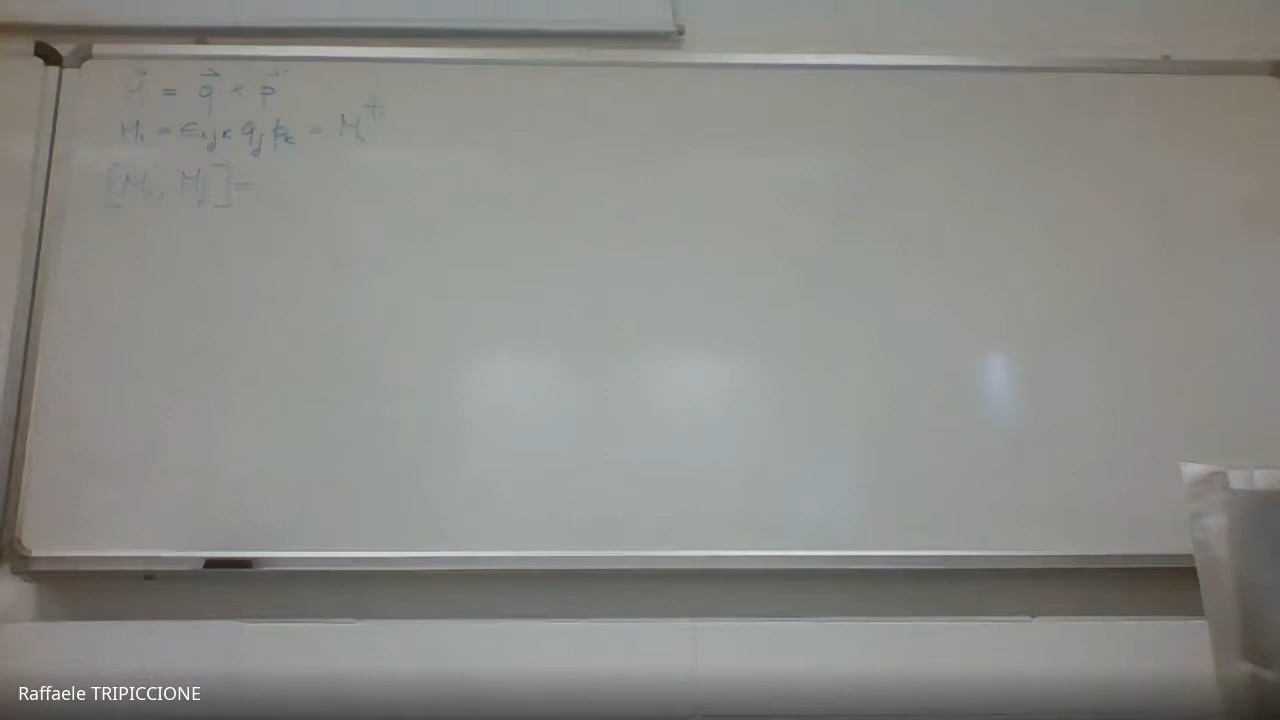 M⃗ = q⃗ × p⃗
Mᵢ = εᵢⱼₖ qⱼ pₖ = Mᵢ⁺
[Mᵢ, Mⱼ] =
Raffaele TRIPICCIONE